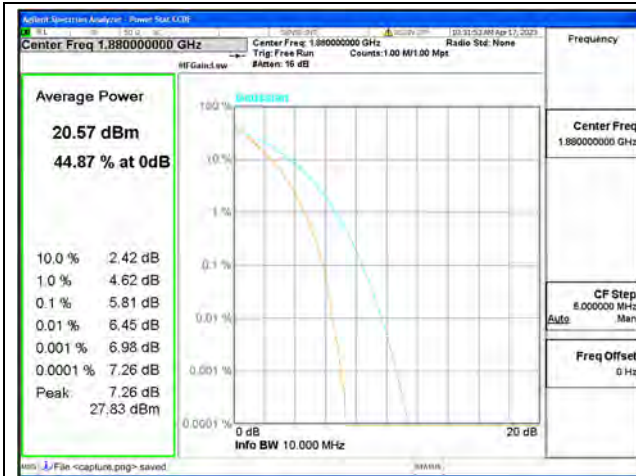 Agilent Spectrum Analyzer - Power Stat CCDF
Center Freq 1.880000000 GHz
Center Freq: 1.880000000 GHz
Radio Std: None
10:31:53 AM Apr 17, 2023
Trig: Free Run
Counts:1.00 M/1.00 Mpt
#IFGain:Low
#Atten: 16 dB
Frequency
Average Power
20.57 dBm
44.87 % at 0dB
10.0 % 2.42 dB
1.0 % 4.62 dB
0.1 % 5.81 dB
0.01 % 6.45 dB
0.001 % 6.98 dB
0.0001 % 7.26 dB
Peak 7.26 dB
27.83 dBm
Gaussian
100 %
10 %
1 %
0.1 %
0.01 %
0.001 %
0.0001 %
0 dB
20 dB
Info BW 10.000 MHz
Center Freq
1.880000000 GHz
CF Step
6.000000 MHz
Auto Man
Freq Offset
0 Hz
MSG File <capture.png> saved
STATUS